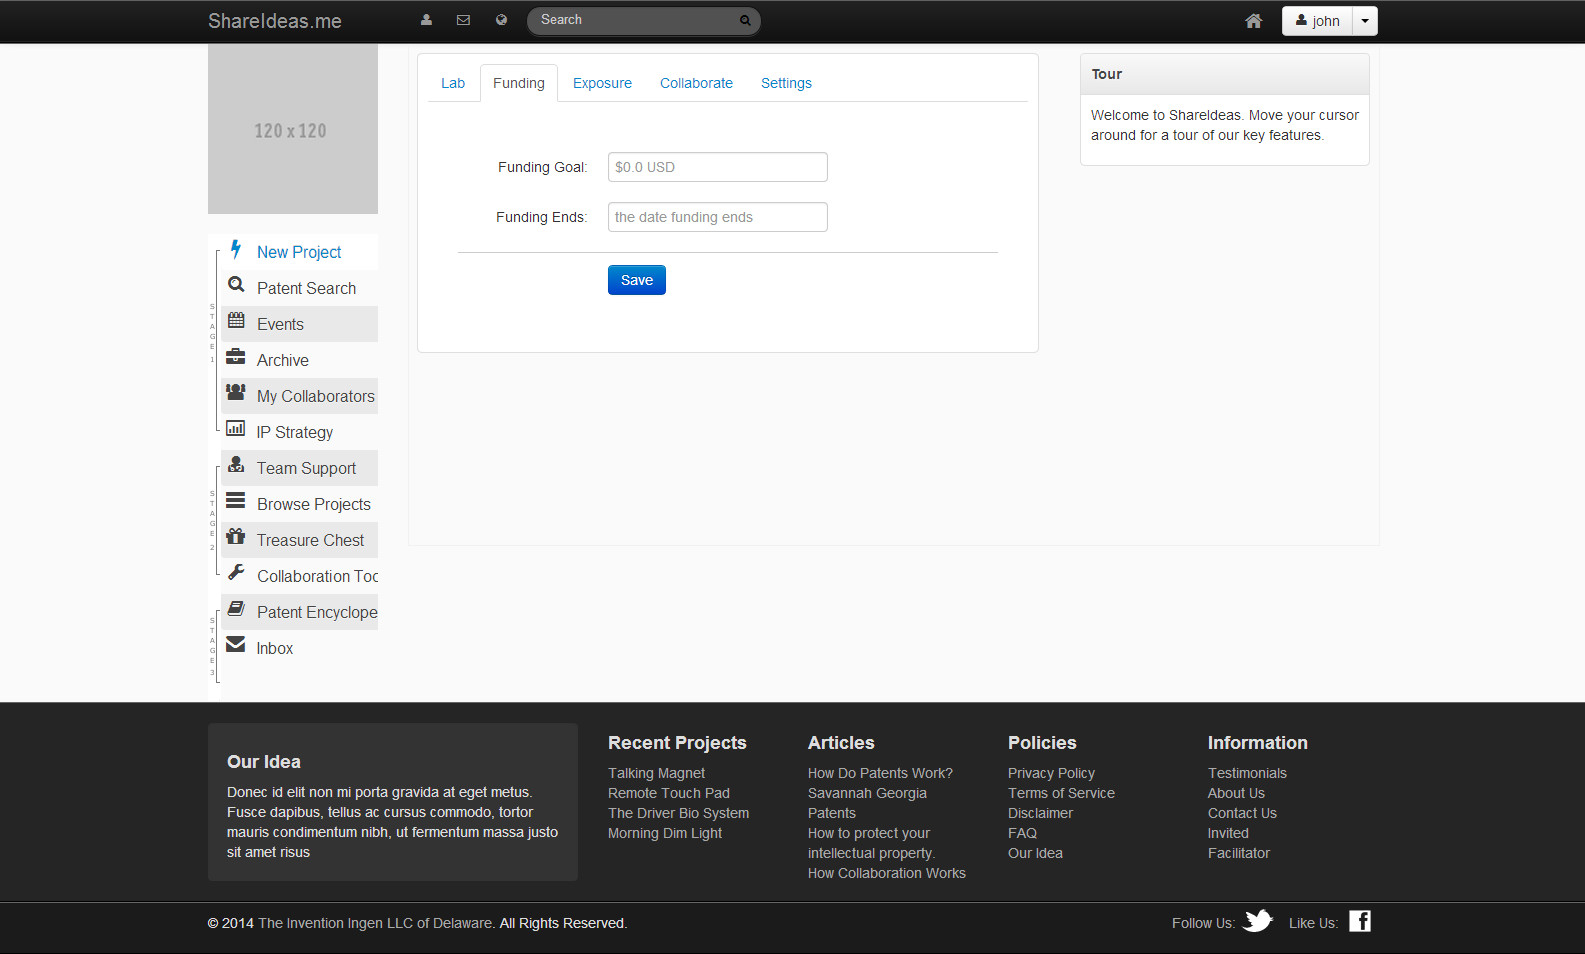 ShareIdeas.me
Search
john
120 x 120
Lab
Funding
Exposure
Collaborate
Settings
Funding Goal:
$0.0 USD
Funding Ends:
the date funding ends
Save
Tour
Welcome to ShareIdeas. Move your cursor
around for a tour of our key features.
STAGE 1
New Project
Patent Search
Events
Archive
My Collaborators
IP Strategy
STAGE 2
Team Support
Browse Projects
Treasure Chest
Collaboration Too
STAGE 3
Patent Encyclope
Inbox
Our Idea
Donec id elit non mi porta gravida at eget metus.
Fusce dapibus, tellus ac cursus commodo, tortor
mauris condimentum nibh, ut fermentum massa justo
sit amet risus
Recent Projects
Talking Magnet
Remote Touch Pad
The Driver Bio System
Morning Dim Light
Articles
How Do Patents Work?
Savannah Georgia
Patents
How to protect your
intellectual property.
How Collaboration Works
Policies
Privacy Policy
Terms of Service
Disclaimer
FAQ
Our Idea
Information
Testimonials
About Us
Contact Us
Invited
Facilitator
© 2014 The Invention Ingen LLC of Delaware. All Rights Reserved.
Follow Us:
Like Us: